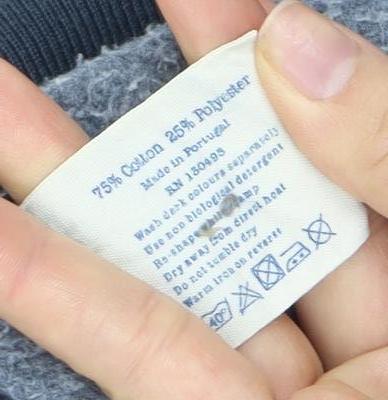 75% Cotton 25% Polyester
Made in Portugal
RN 130495
Wash dark colours separately
Use non biological detergent
Re-shape damp
Dry away from direct heat
Do not tumble dry
Warm iron on reverse
40°